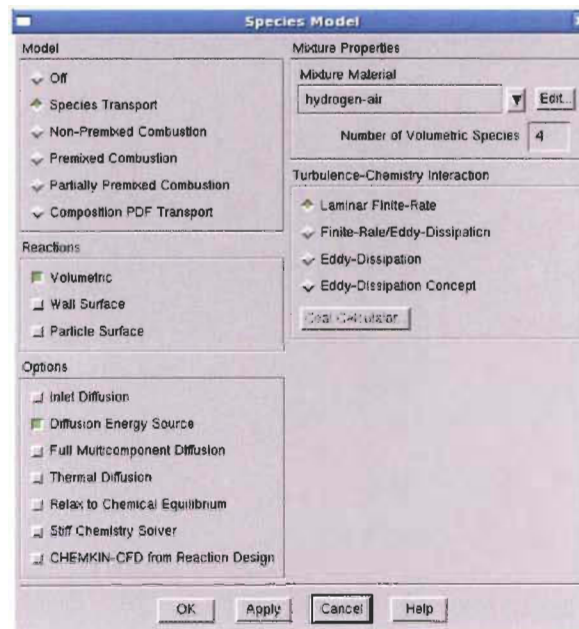 Species Model
Model
Off
Species Transport
Non-Premixed Combustion
Premixed Combustion
Partially Premixed Combustion
Composition PDF Transport
Reactions
Volumetric
Wall Surface
Particle Surface
Options
Inlet Diffusion
Diffusion Energy Source
Full Multicomponent Diffusion
Thermal Diffusion
Relax to Chemical Equilibrium
Stiff Chemistry Solver
CHEMKIN-CFD from Reaction Design
Mixture Properties
Mixture Material
hydrogen-air
Edit...
Number of Volumetric Species 4
Turbulence-Chemistry Interaction
Laminar Finite-Rate
Finite-Rate/Eddy-Dissipation
Eddy-Dissipation
Eddy-Dissipation Concept
Coal Calculator...
OK Apply Cancel Help